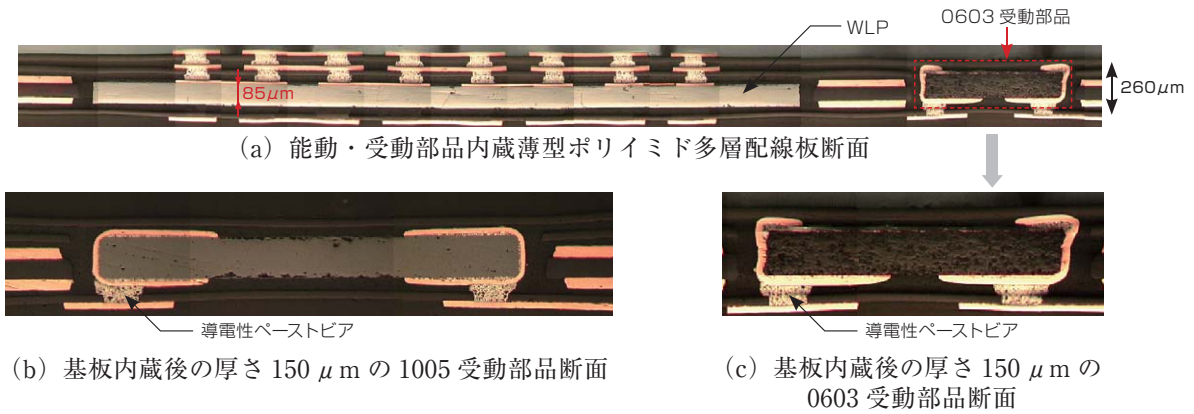 0603 受動部品
WLP
85μm
260μm
(a) 能動・受動部品内蔵薄型ポリイミド多層配線板断面
導電性ペーストビア
導電性ペーストビア
(b) 基板内蔵後の厚さ 150 μm の 1005 受動部品断面
(c) 基板内蔵後の厚さ 150 μm の
0603 受動部品断面